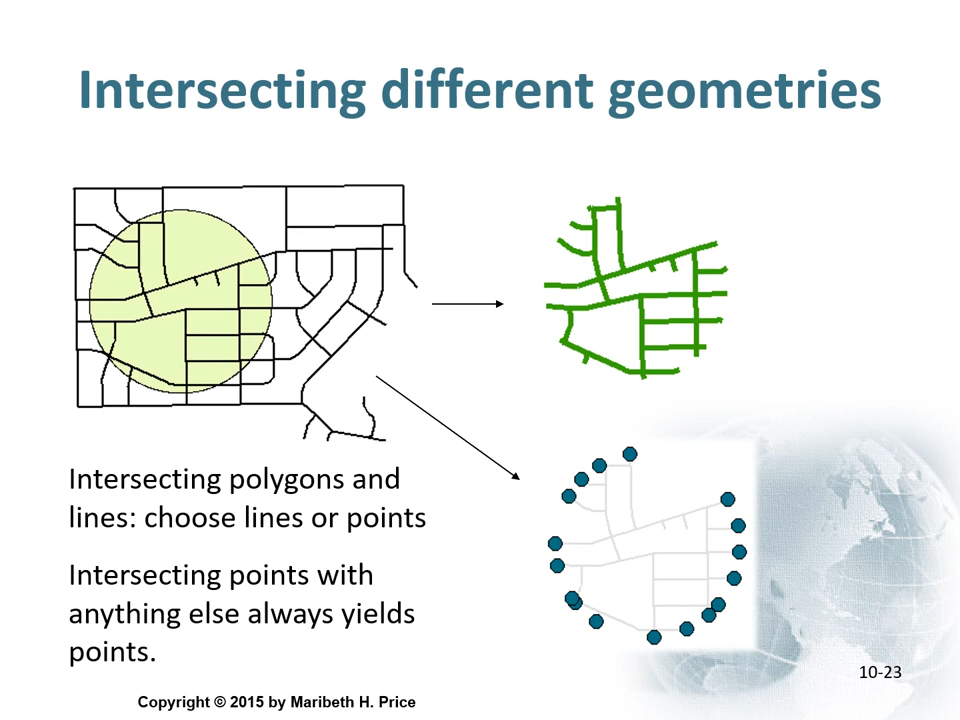 Intersecting different geometries
Intersecting polygons and
lines: choose lines or points
Intersecting points with
anything else always yields
points.
10-23
Copyright © 2015 by Maribeth H. Price